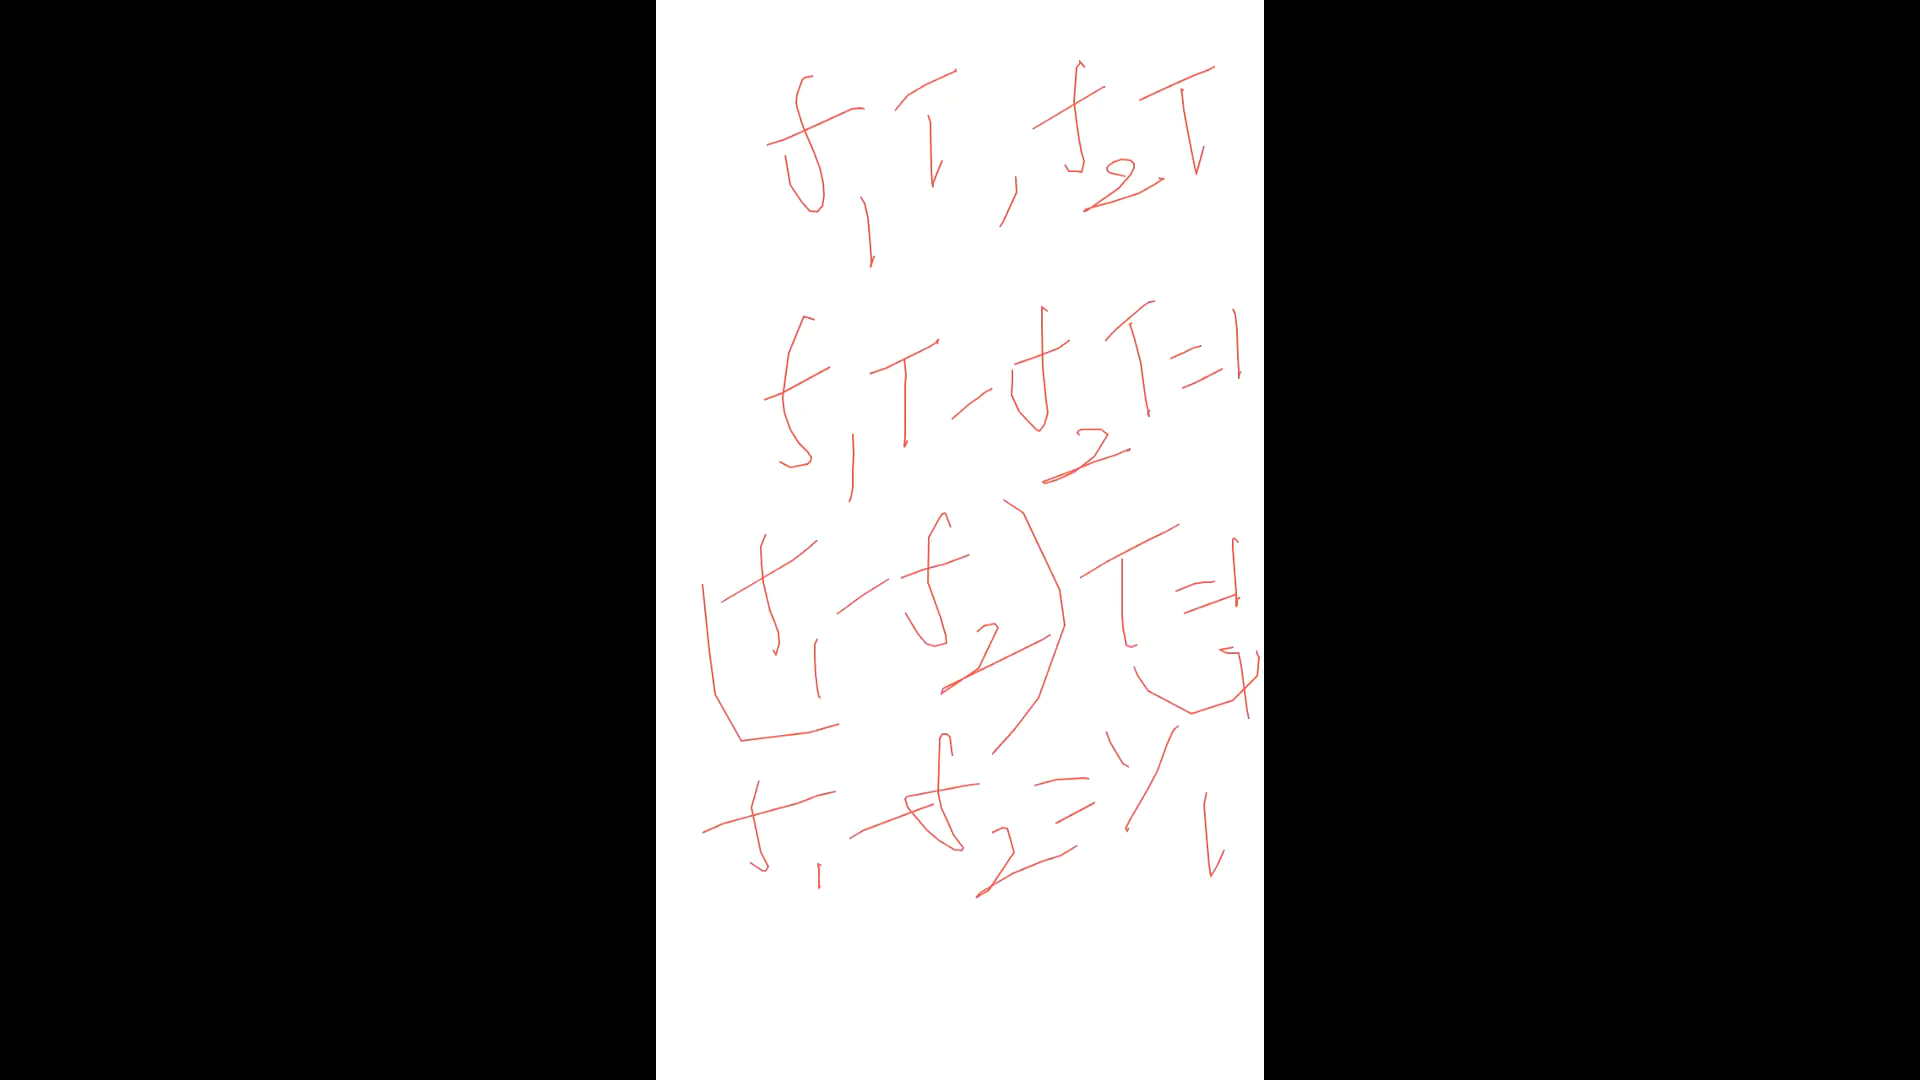 f₁T, f₂T
f₁T - f₂T = 1
(f₁ - f₂)T = 1
f₁ - f₂ = 1/T